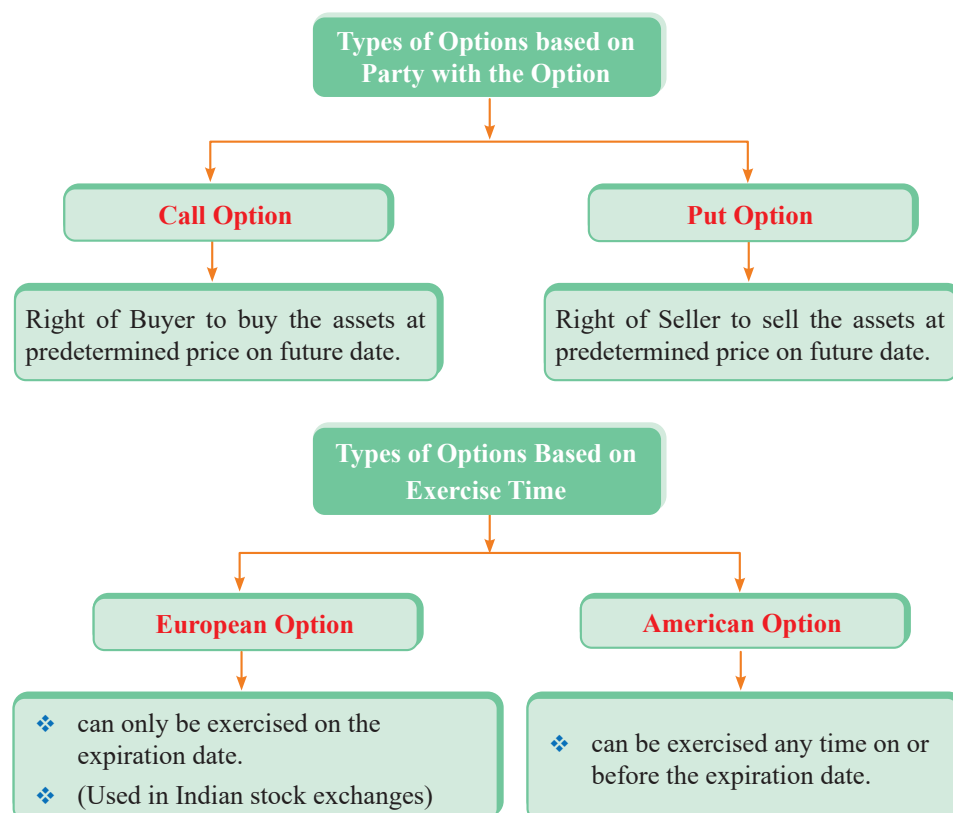 Types of Options based on
Party with the Option
Call Option
Put Option
Right of Buyer to buy the assets at
predetermined price on future date.
Right of Seller to sell the assets at
predetermined price on future date.
Types of Options Based on
Exercise Time
European Option
American Option
❖ can only be exercised on the
expiration date.
❖ (Used in Indian stock exchanges)
❖ can be exercised any time on or
before the expiration date.